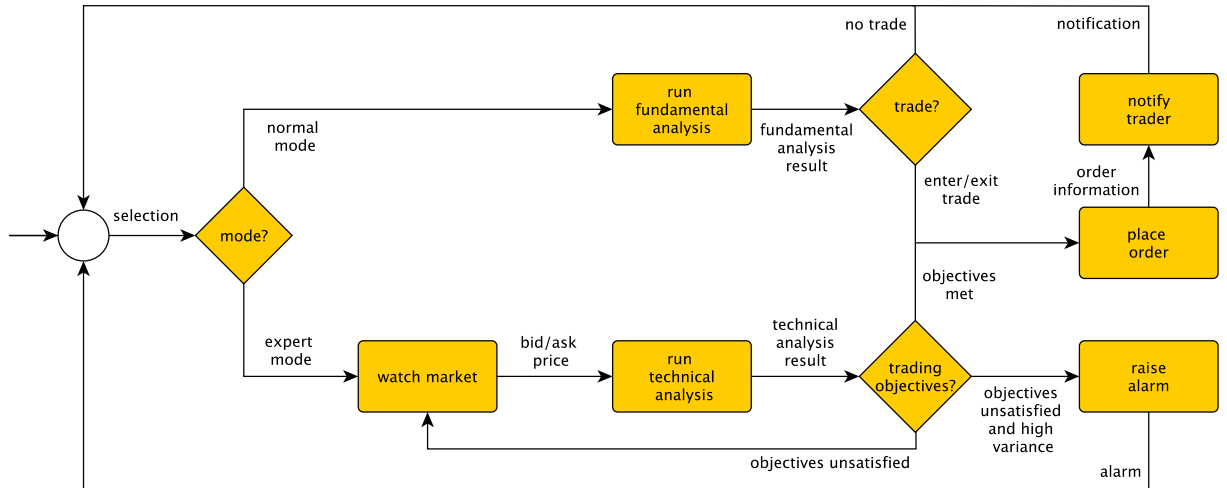 no trade
notification
run
fundamental
analysis
trade?
notify
trader
normal
mode
fundamental
analysis
result
enter/exit
trade
order
information
selection
mode?
place
order
objectives
met
expert
mode
bid/ask
price
technical
analysis
result
watch market
run
technical
analysis
trading
objectives?
raise
alarm
objectives
unsatisfied
and high
variance
objectives unsatisfied
alarm